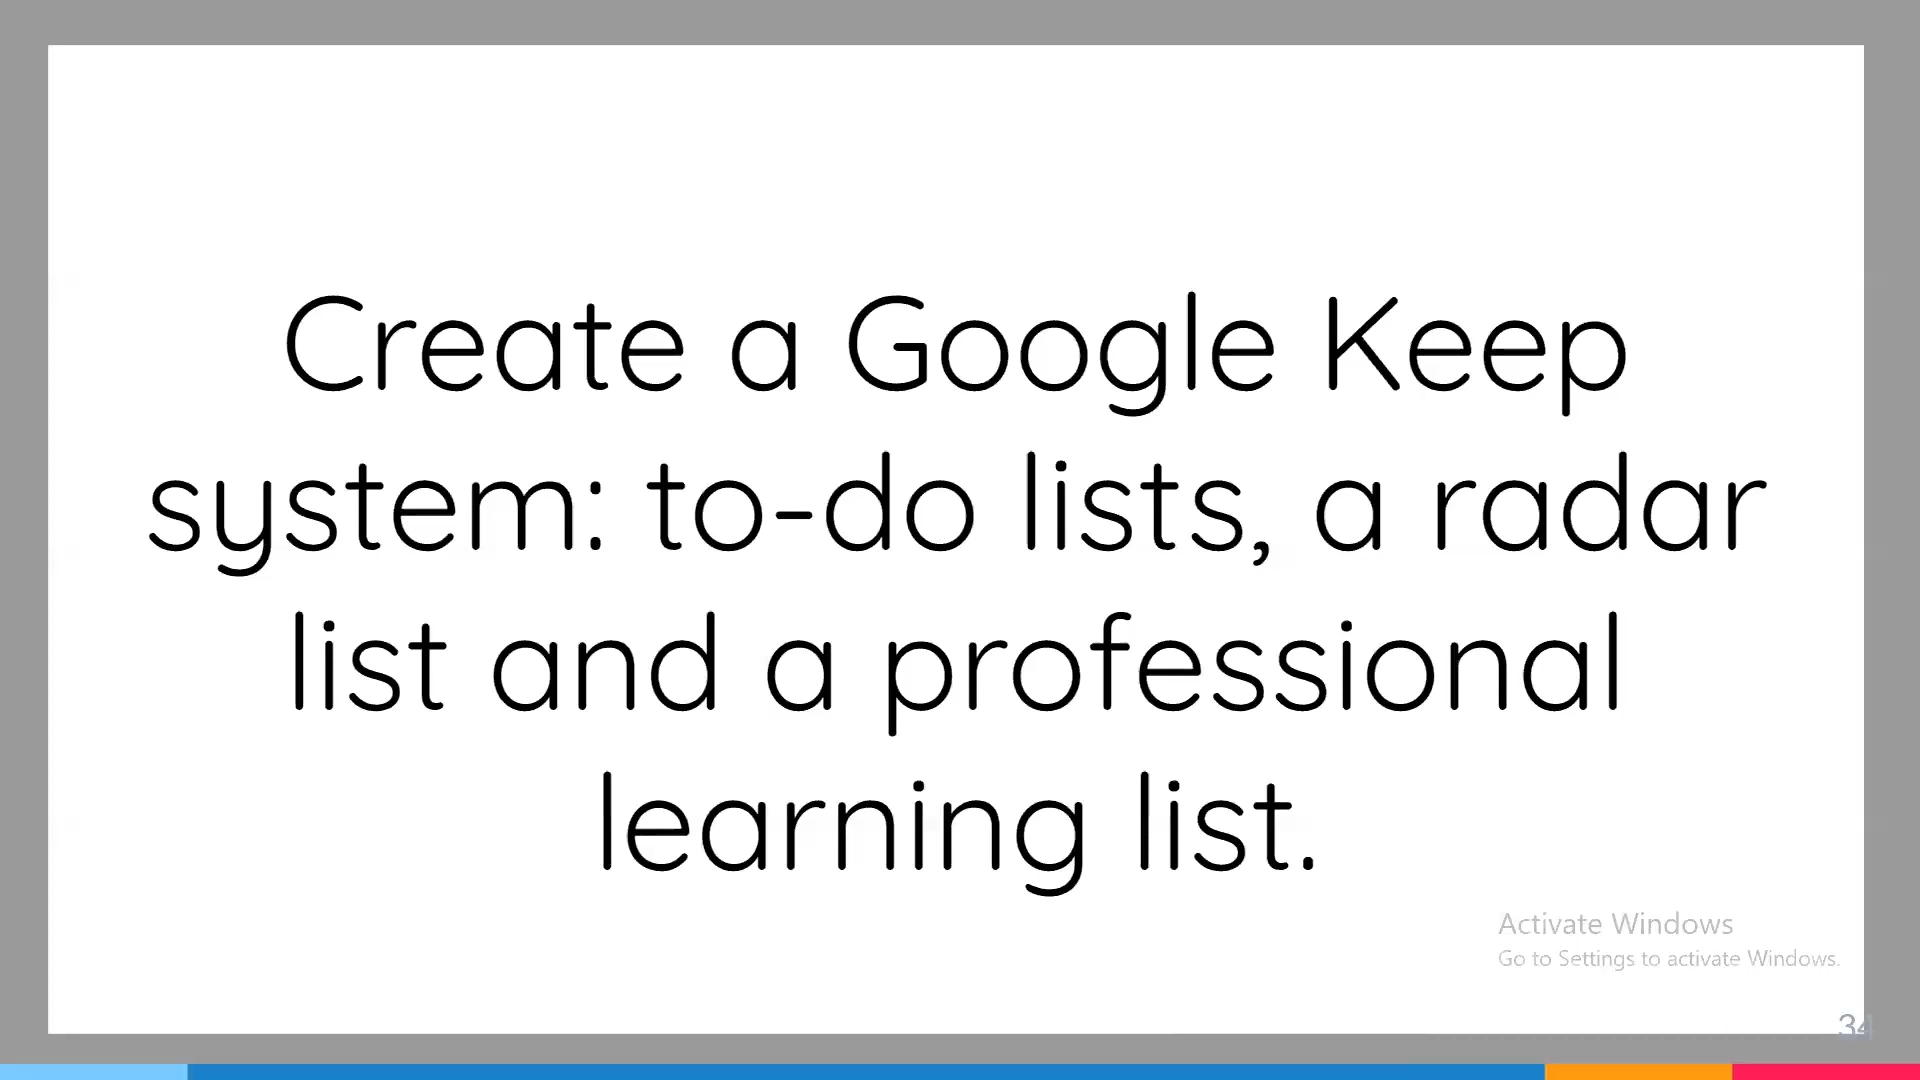 Create a Google Keep
system: to-do lists, a radar
list and a professional
learning list.
Activate Windows
Go to Settings to activate Windows.
34